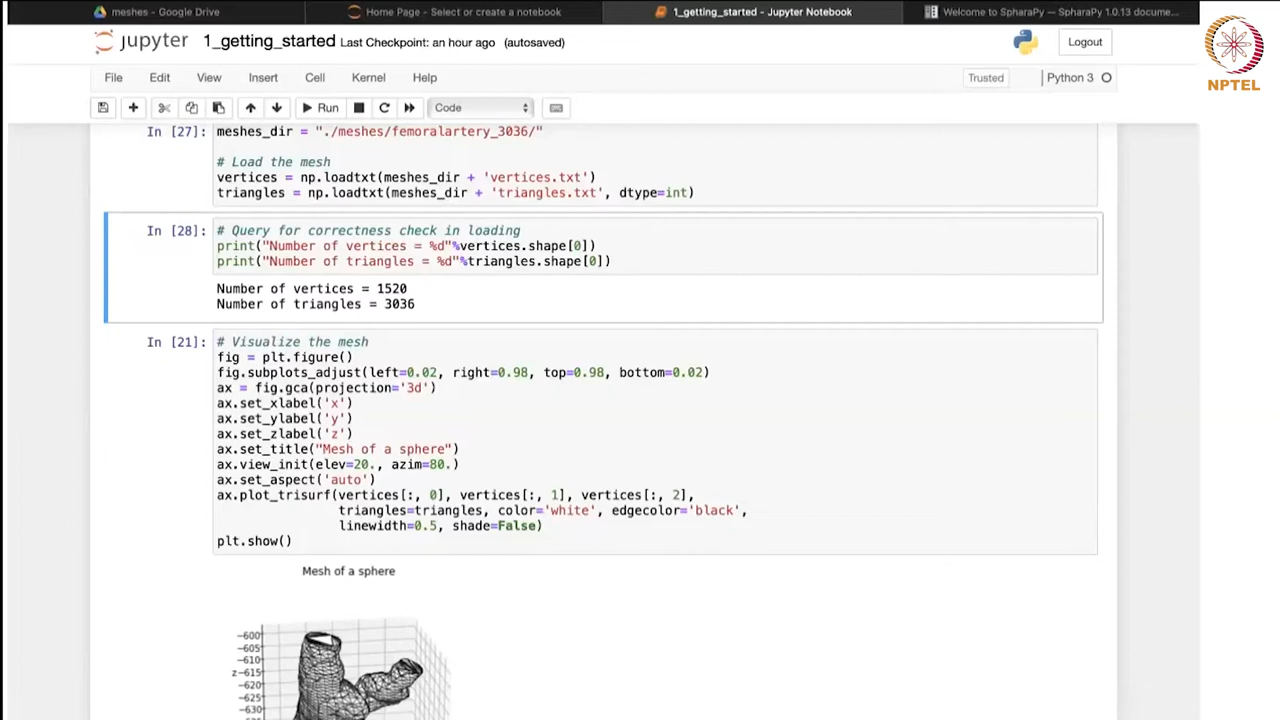 meshes - Google Drive
Home Page - Select or create a notebook
1_getting_started - Jupyter Notebook
Welcome to SpharaPy — SpharaPy 1.0.13 docume...
jupyter 1_getting_started Last Checkpoint: an hour ago (autosaved)
Logout
NPTEL
File Edit View Insert Cell Kernel Help
Trusted
Python 3
Run
Code
In [27]: meshes_dir = "./meshes/femoralartery_3036/"
# Load the mesh
vertices = np.loadtxt(meshes_dir + 'vertices.txt')
triangles = np.loadtxt(meshes_dir + 'triangles.txt', dtype=int)
In [28]: # Query for correctness check in loading
print("Number of vertices = %d"%vertices.shape[0])
print("Number of triangles = %d"%triangles.shape[0])
Number of vertices = 1520
Number of triangles = 3036
In [21]: # Visualize the mesh
fig = plt.figure()
fig.subplots_adjust(left=0.02, right=0.98, top=0.98, bottom=0.02)
ax = fig.gca(projection='3d')
ax.set_xlabel('x')
ax.set_ylabel('y')
ax.set_zlabel('z')
ax.set_title("Mesh of a sphere")
ax.view_init(elev=20., azim=80.)
ax.set_aspect('auto')
ax.plot_trisurf(vertices[:, 0], vertices[:, 1], vertices[:, 2],
triangles=triangles, color='white', edgecolor='black',
linewidth=0.5, shade=False)
plt.show()
Mesh of a sphere
-600
-605
-610
z -615
-620
-625
-630